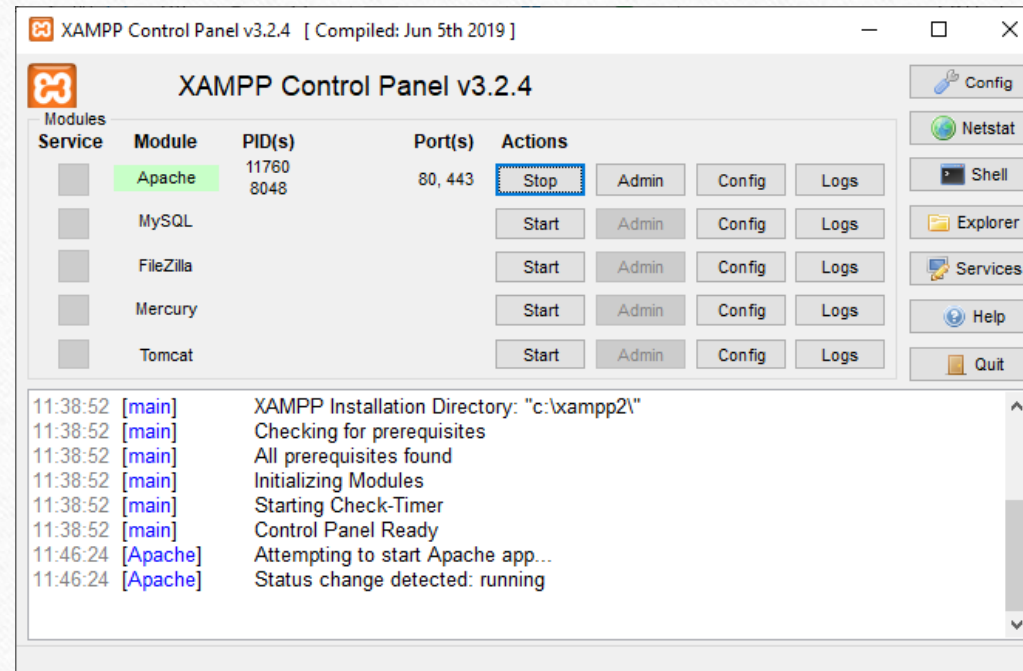 XAMPP Control Panel v3.2.4 [ Compiled: Jun 5th 2019 ]
XAMPP Control Panel v3.2.4
Config
Modules
Netstat
Service Module PID(s) Port(s) Actions
Apache 11760 8048 80, 443 Stop Admin Config Logs
Shell
MySQL Start Admin Config Logs
Explorer
FileZilla Start Admin Config Logs
Services
Mercury Start Admin Config Logs
Help
Tomcat Start Admin Config Logs
Quit
11:38:52 [main] XAMPP Installation Directory: "c:\xampp2\"
11:38:52 [main] Checking for prerequisites
11:38:52 [main] All prerequisites found
11:38:52 [main] Initializing Modules
11:38:52 [main] Starting Check-Timer
11:38:52 [main] Control Panel Ready
11:46:24 [Apache] Attempting to start Apache app...
11:46:24 [Apache] Status change detected: running